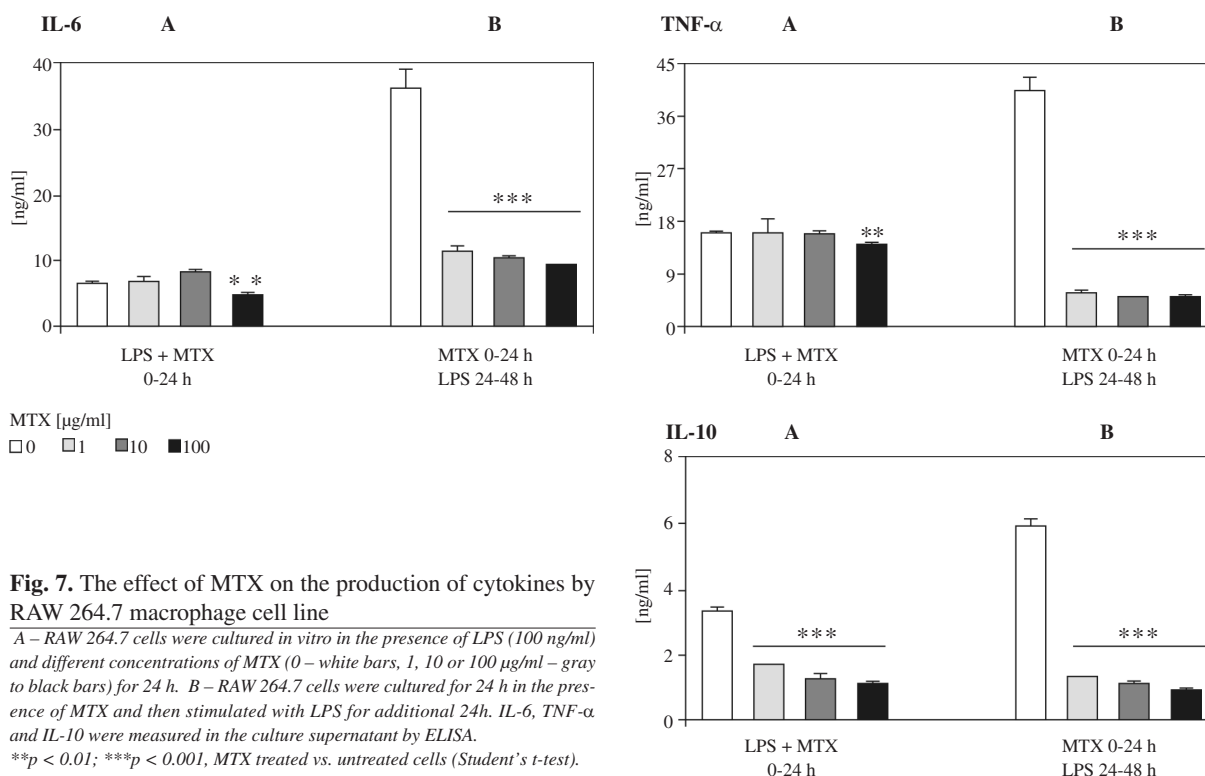 IL-6 A B
40
30
20
10
0
[ng/ml]
* *
***
LPS + MTX MTX 0-24 h
0-24 h LPS 24-48 h
MTX [µg/ml]
0 1 10 100
TNF-α A B
45
36
27
18
9
0
[ng/ml]
**
***
LPS + MTX MTX 0-24 h
0-24 h LPS 24-48 h
IL-10 A B
8
6
4
2
0
[ng/ml]
***
***
LPS + MTX MTX 0-24 h
0-24 h LPS 24-48 h
Fig. 7. The effect of MTX on the production of cytokines by
RAW 264.7 macrophage cell line
A – RAW 264.7 cells were cultured in vitro in the presence of LPS (100 ng/ml)
and different concentrations of MTX (0 – white bars, 1, 10 or 100 µg/ml – gray
to black bars) for 24 h. B – RAW 264.7 cells were cultured for 24 h in the pres-
ence of MTX and then stimulated with LPS for additional 24h. IL-6, TNF-α
and IL-10 were measured in the culture supernatant by ELISA.
**p < 0.01; ***p < 0.001, MTX treated vs. untreated cells (Student's t-test).